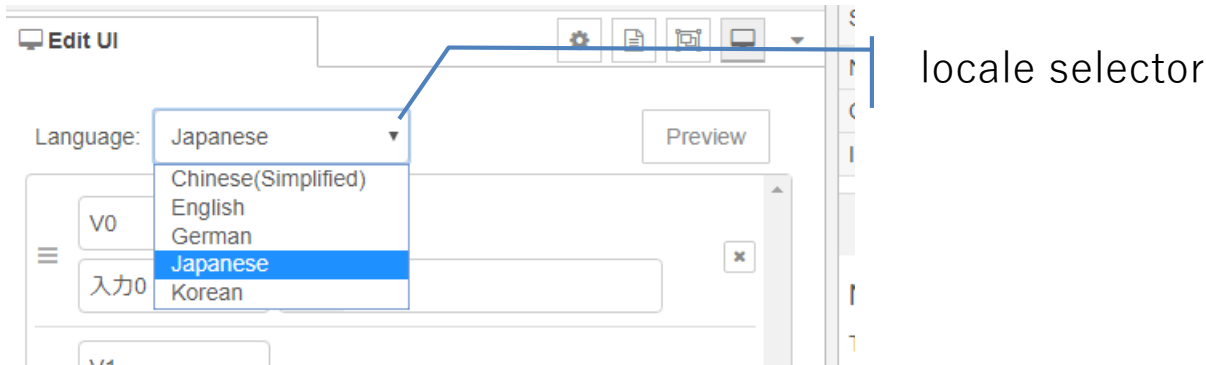 Edit UI
locale selector
Language:
Japanese
Preview
Chinese(Simplified)
English
German
Japanese
Korean
V0
入力0